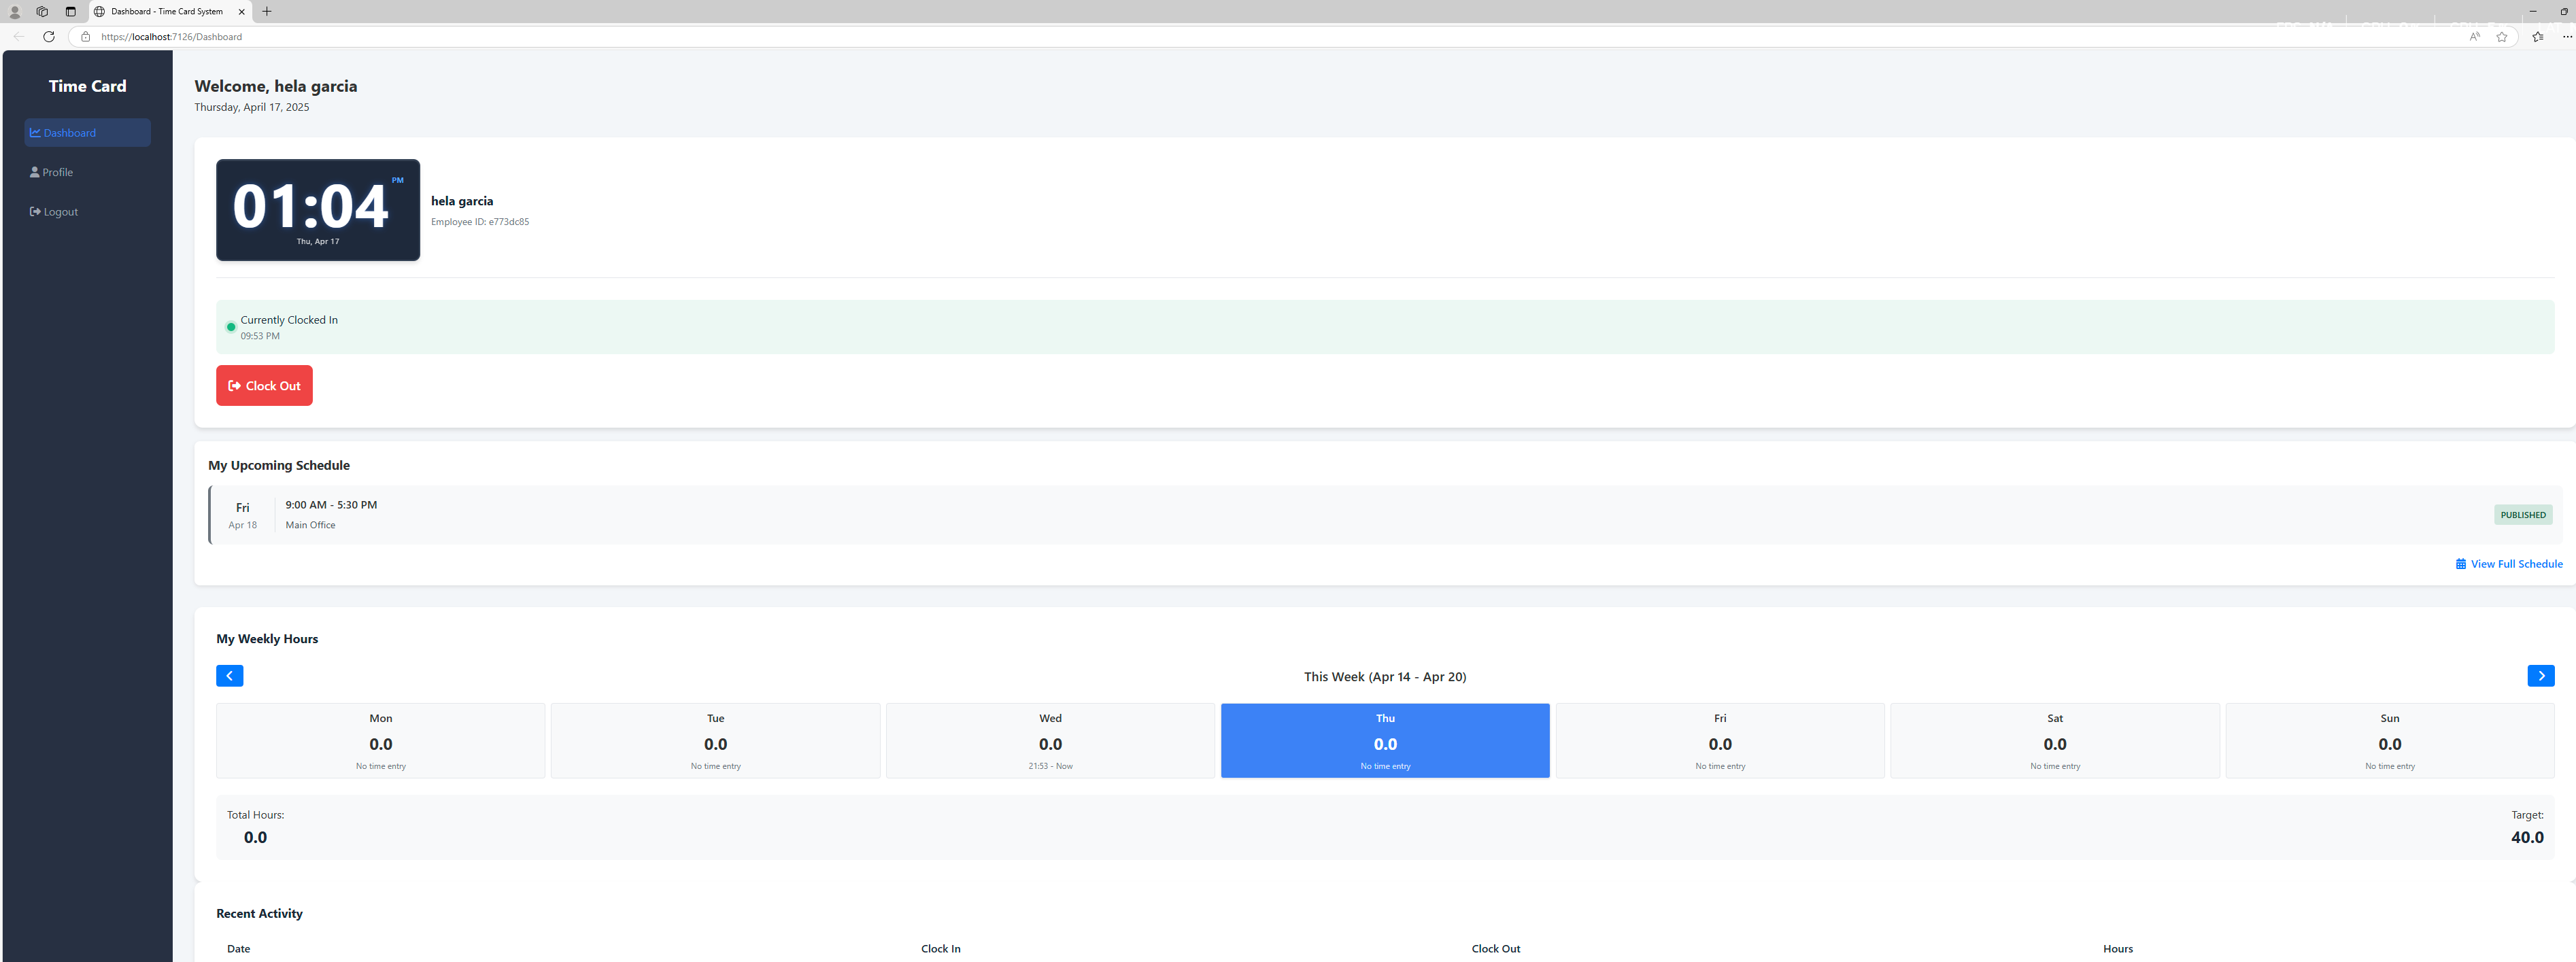 Dashboard - Time Card System
https://localhost:7126/Dashboard
Time Card
Dashboard
Profile
Logout
Welcome, hela garcia
Thursday, April 17, 2025
01:04 PM
Thu, Apr 17
hela garcia
Employee ID: e773dc85
Currently Clocked In
09:53 PM
Clock Out
My Upcoming Schedule
Fri
Apr 18
9:00 AM - 5:30 PM
Main Office
PUBLISHED
View Full Schedule
My Weekly Hours
This Week (Apr 14 - Apr 20)
Mon
0.0
No time entry
Tue
0.0
No time entry
Wed
0.0
21:53 - Now
Thu
0.0
No time entry
Fri
0.0
No time entry
Sat
0.0
No time entry
Sun
0.0
No time entry
Total Hours:
0.0
Target:
40.0
Recent Activity
Date Clock In Clock Out Hours